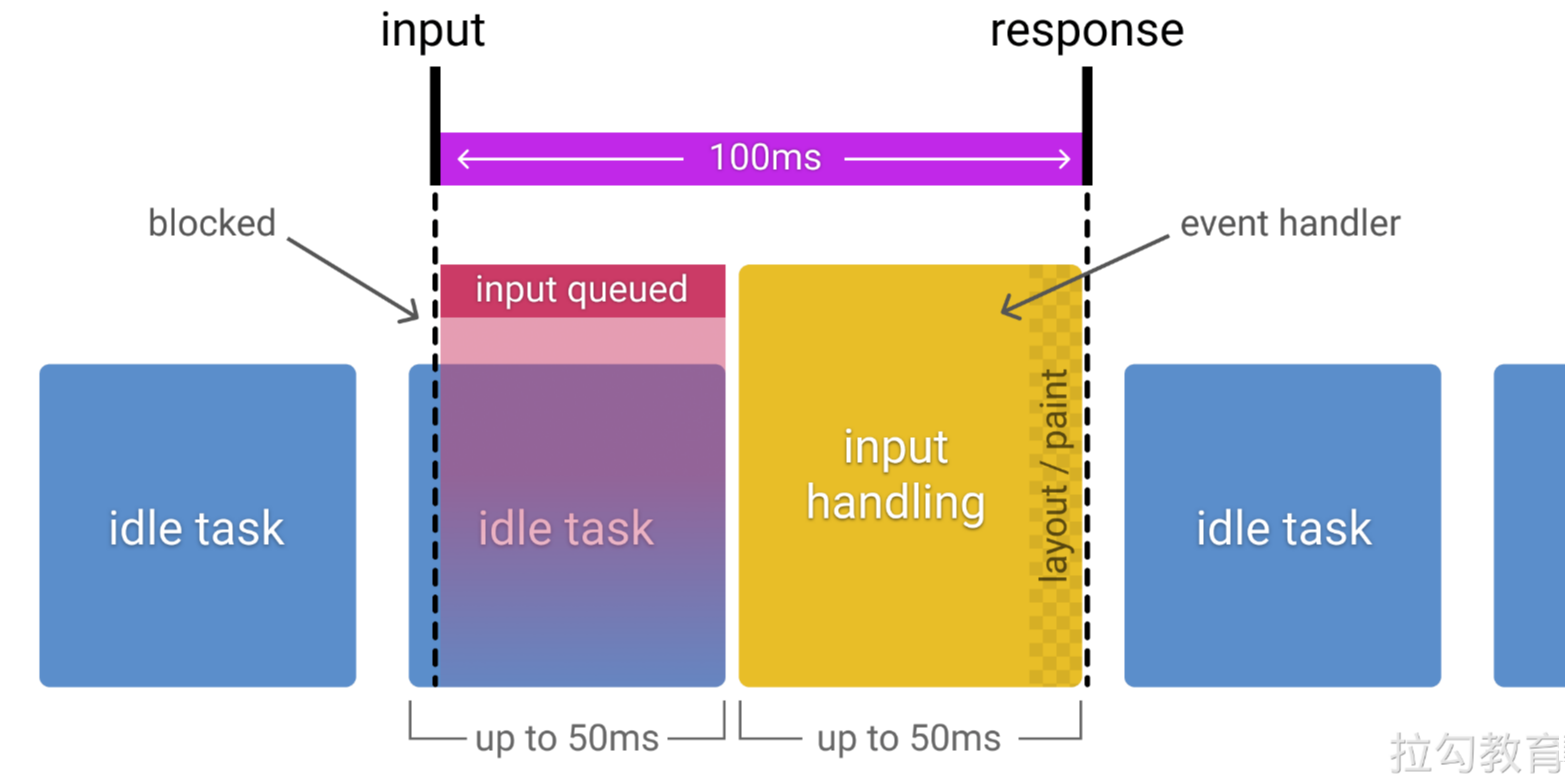 input
response
100ms
blocked
event handler
input queued
idle task
idle task
input
handling
layout / paint
idle task
up to 50ms
up to 50ms
拉勾教育